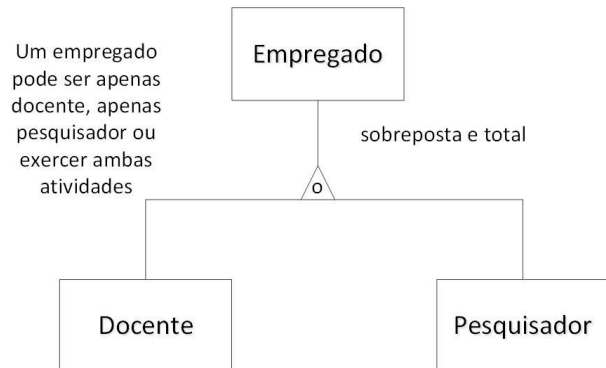 Um empregado
pode ser apenas
docente, apenas
pesquisador ou
exercer ambas
atividades
Empregado
sobreposta e total
o
Docente
Pesquisador